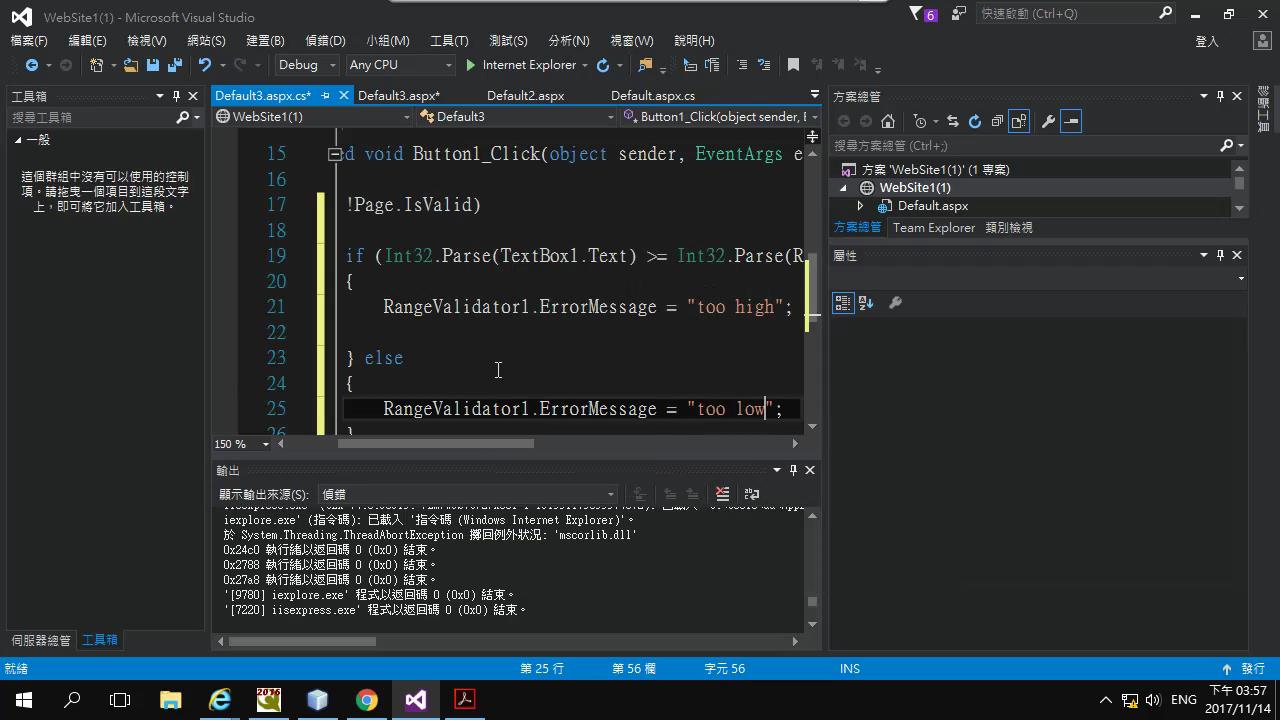 WebSite1(1) - Microsoft Visual Studio
6
快速啟動 (Ctrl+Q)
檔案(F) 編輯(E) 檢視(V) 網站(S) 建置(B) 偵錯(D) 小組(M) 工具(T) 測試(S) 分析(N) 視窗(W) 說明(H)
登入
Debug Any CPU Internet Explorer
工具箱
搜尋工具箱
一般
這個群組中沒有可以使用的控制
項。請拖曳一個項目到這段文字
上，即可將它加入工具箱。
伺服器總管 工具箱
Default3.aspx.cs* Default3.aspx* Default2.aspx Default.aspx.cs
WebSite1(1) Default3 Button1_Click(object sender, E
15 d void Button1_Click(object sender, EventArgs e
16
17 !Page.IsValid)
18
19 if (Int32.Parse(TextBox1.Text) >= Int32.Parse(R
20 {
21 RangeValidator1.ErrorMessage = "too high";
22
23 } else
24 {
25 RangeValidator1.ErrorMessage = "too low";
26 }
150 %
輸出
顯示輸出來源(S): 偵錯
iexplore.exe' (指令碼): 已載入 '指令碼 (Windows Internet Explorer)'。
於 System.Threading.ThreadAbortException 擲回例外狀況: 'mscorlib.dll'
0x24c0 執行緒以返回碼 0 (0x0) 結束。
0x2788 執行緒以返回碼 0 (0x0) 結束。
0x27a8 執行緒以返回碼 0 (0x0) 結束。
'[9780] iexplore.exe' 程式以返回碼 0 (0x0) 結束。
'[7220] iisexpress.exe' 程式以返回碼 0 (0x0) 結束。
方案總管
搜尋方案總管 (Ctrl+;)
方案 'WebSite1(1)' (1 專案)
WebSite1(1)
Default.aspx
方案總管 Team Explorer 類別檢視
屬性
就緒 第 25 行 第 56 欄 字元 56 INS 發行
2016
ENG
下午 03:57
2017/11/14